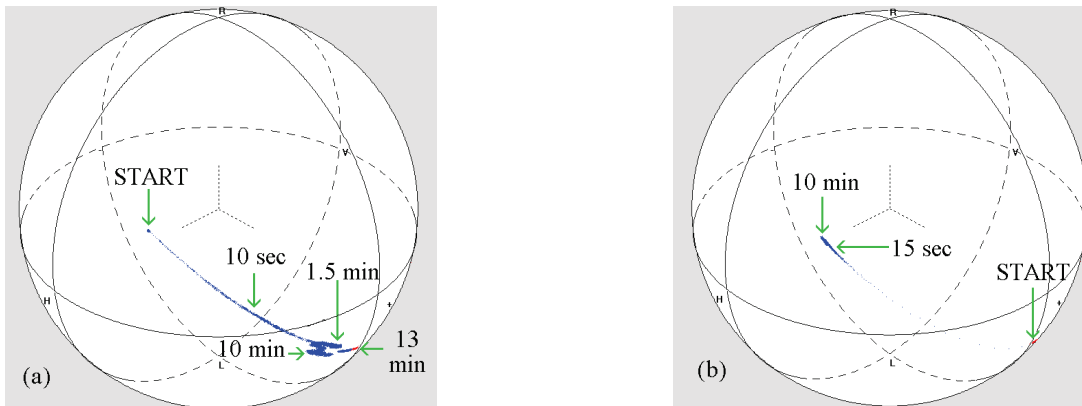 R
A
START
10 sec
1.5 min
H
+
10 min
13
min
L
(a)
R
A
10 min
15 sec
START
H
+
L
(b)